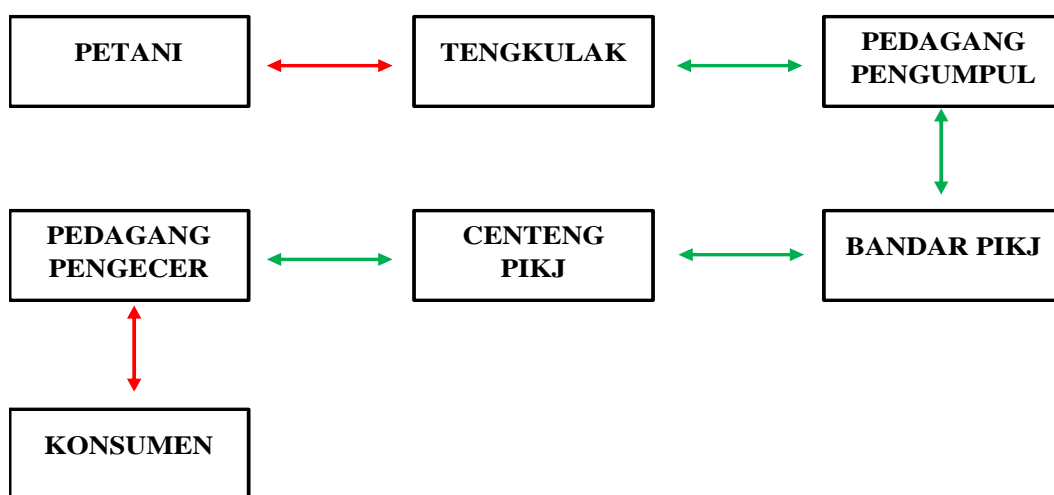 PETANI
TENGKULAK
PEDAGANG
PENGUMPUL
PEDAGANG
PENGECER
CENTENG
PIKJ
BANDAR PIKJ
KONSUMEN